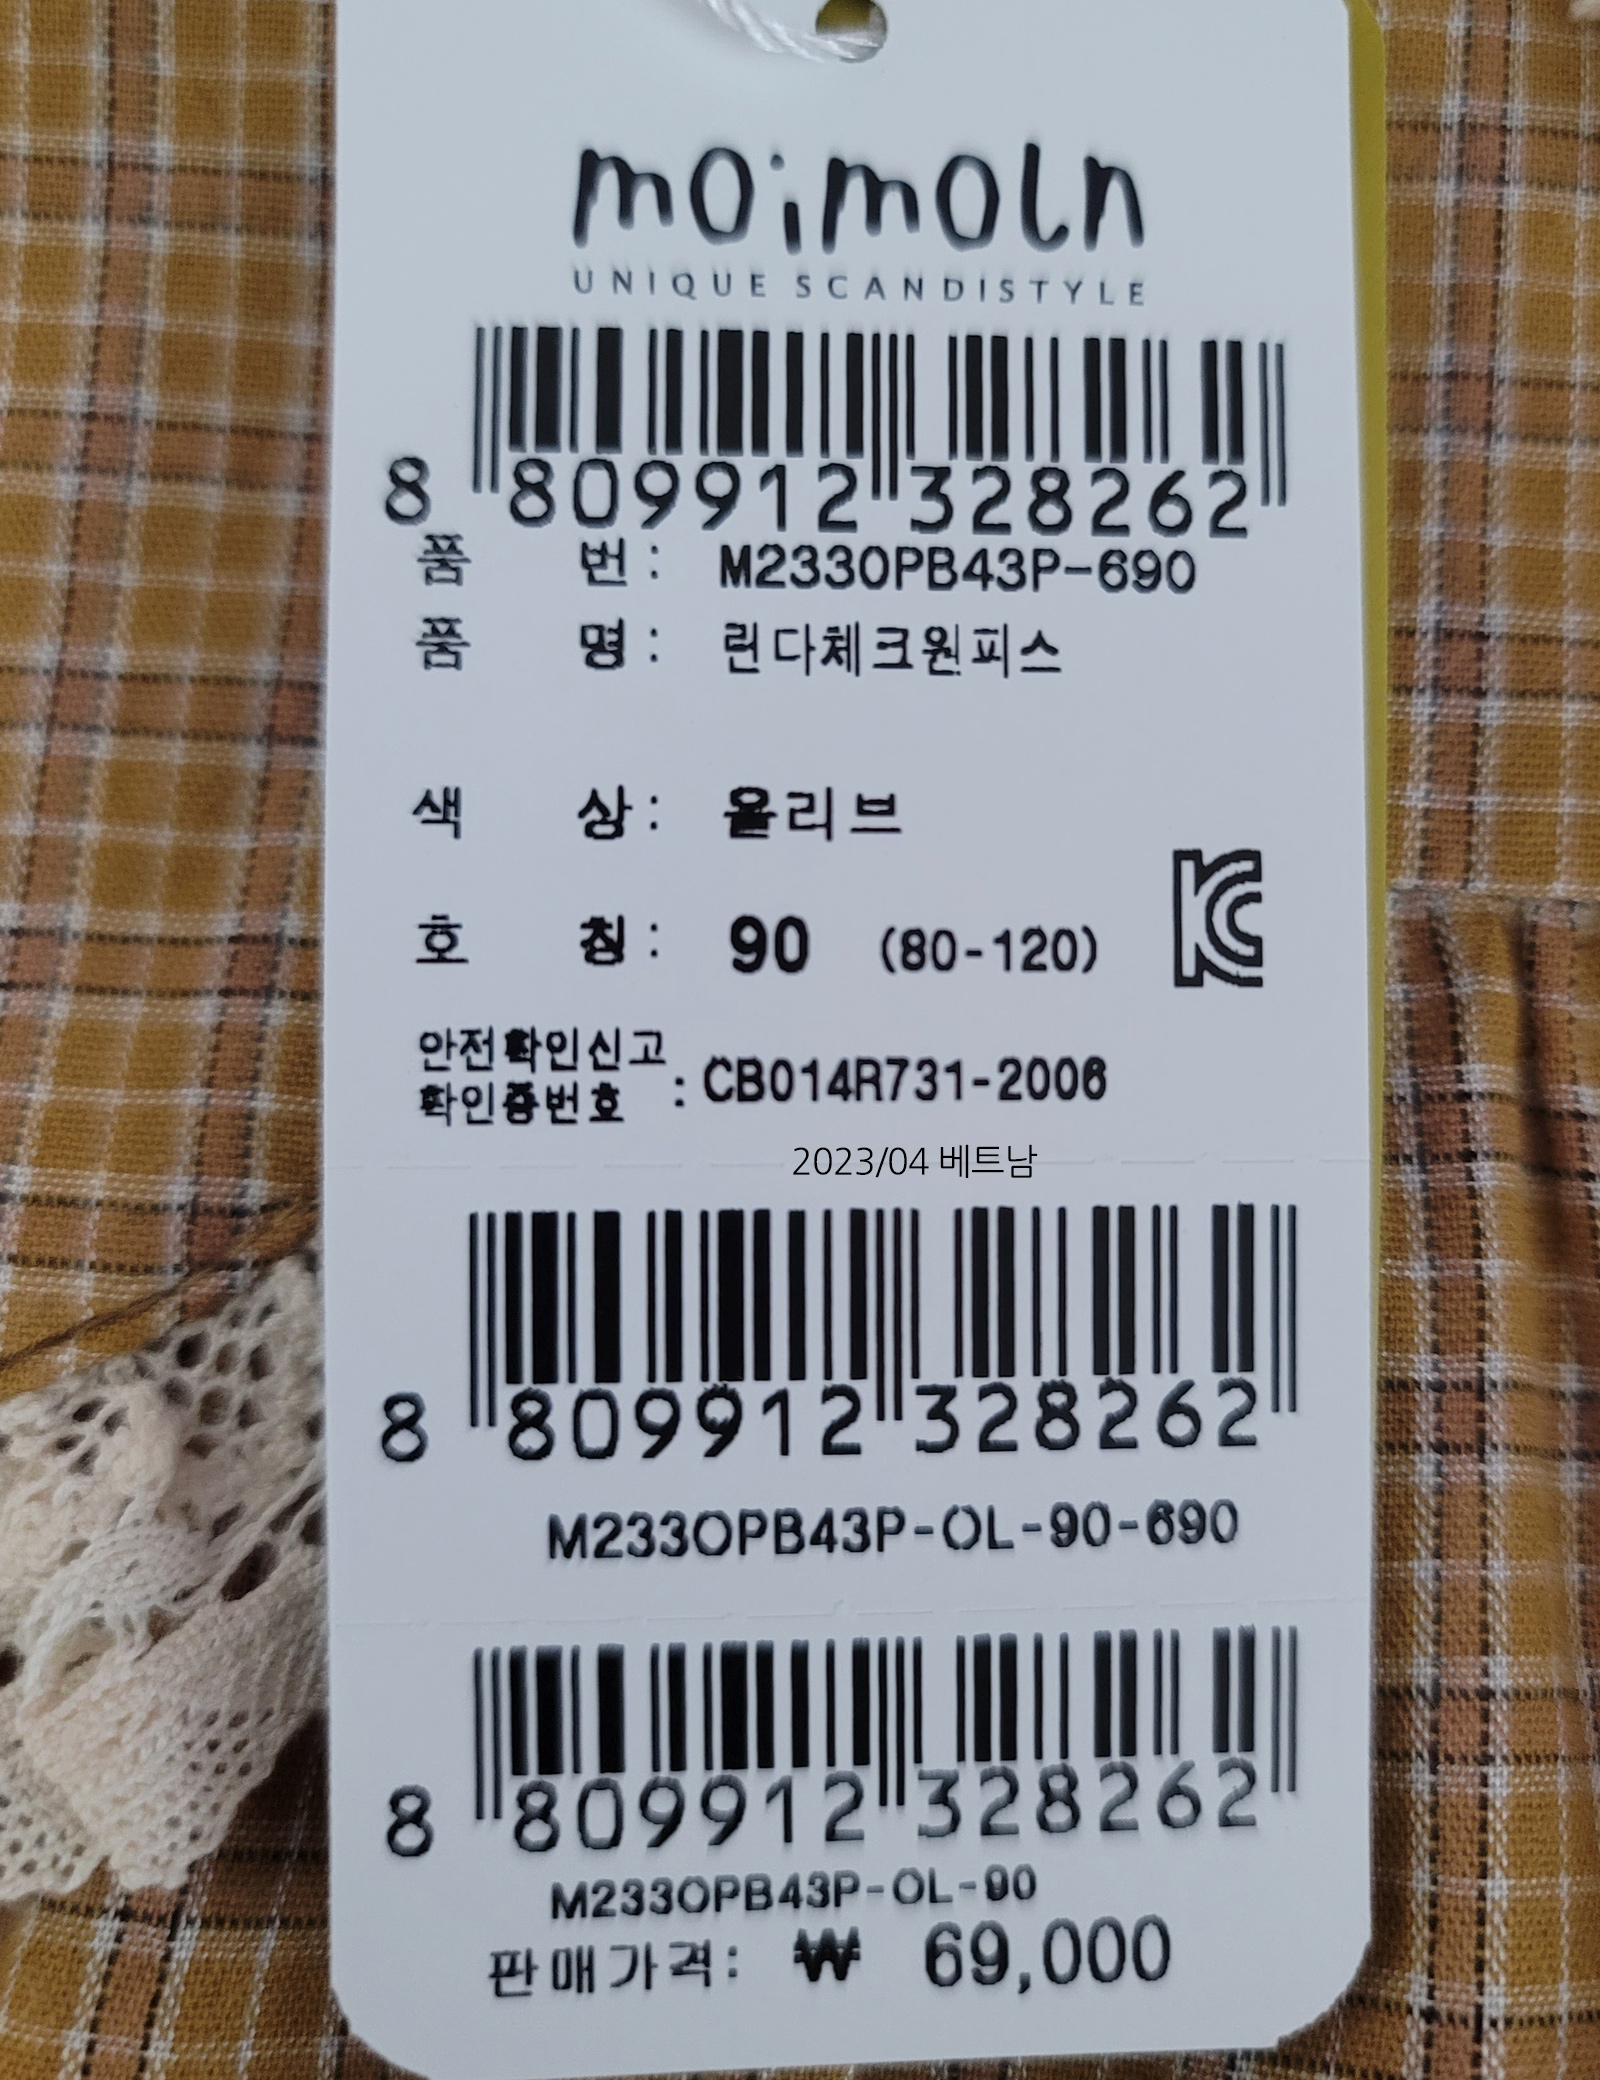 moimoln
UNIQUE SCANDISTYLE
8 809912 328262
품 번 : M233OPB43P-690
품 명 : 린다체크원피스
색 상 : 올리브
호 칭 : 90 (80-120)
안전확인신고
확인증번호 : CB014R731-2006
2023/04 베트남
8 809912 328262
M233OPB43P-OL-90-690
8 809912 328262
M233OPB43P-OL-90
판매가격: ₩ 69,000